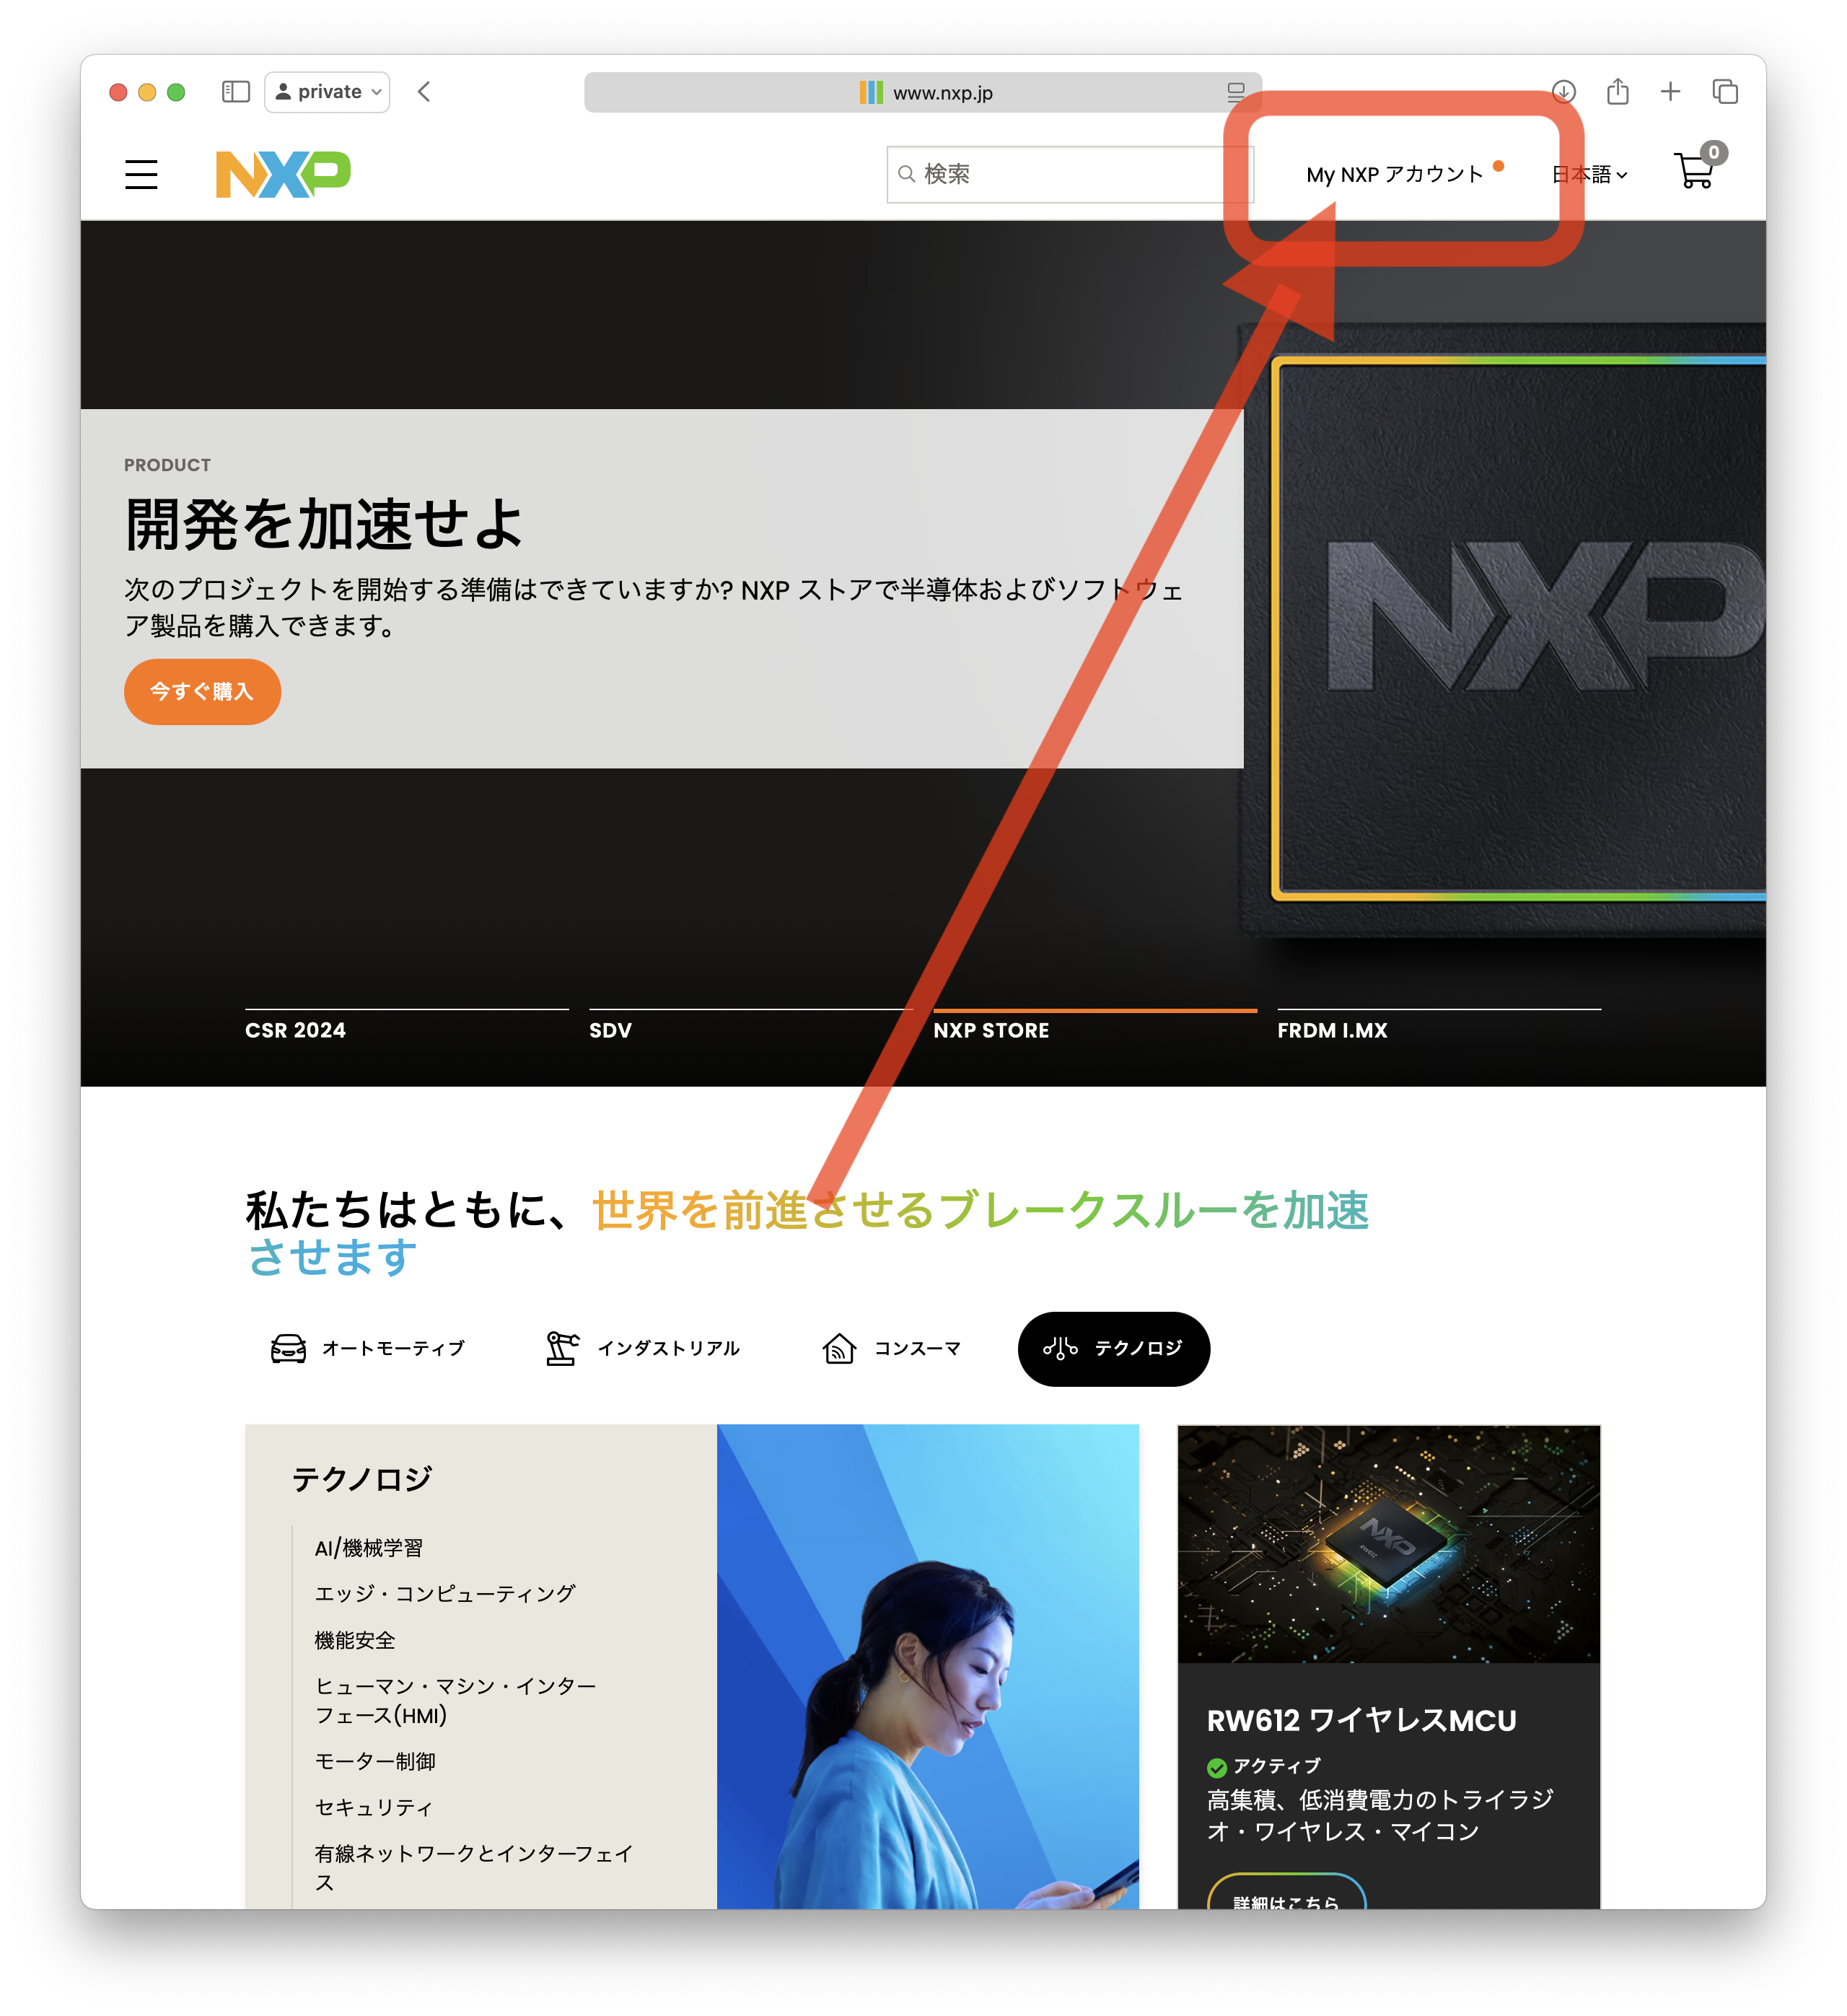 private
www.nxp.jp
NXP
検索
My NXP アカウント
日本語
0
PRODUCT
開発を加速せよ
次のプロジェクトを開始する準備はできていますか? NXP ストアで半導体およびソフトウェ
ア製品を購入できます。
今すぐ購入
NXP
CSR 2024
SDV
NXP STORE
FRDM I.MX
私たちはともに、世界を前進させるブレークスルーを加速
させます
オートモーティブ
インダストリアル
コンスーマ
テクノロジ
テクノロジ
AI/機械学習
エッジ・コンピューティング
機能安全
ヒューマン・マシン・インター
フェース(HMI)
モーター制御
セキュリティ
有線ネットワークとインターフェイ
ス
NXP
RW612
RW612 ワイヤレスMCU
アクティブ
高集積、低消費電力のトライラジ
オ・ワイヤレス・マイコン
詳細はこちら